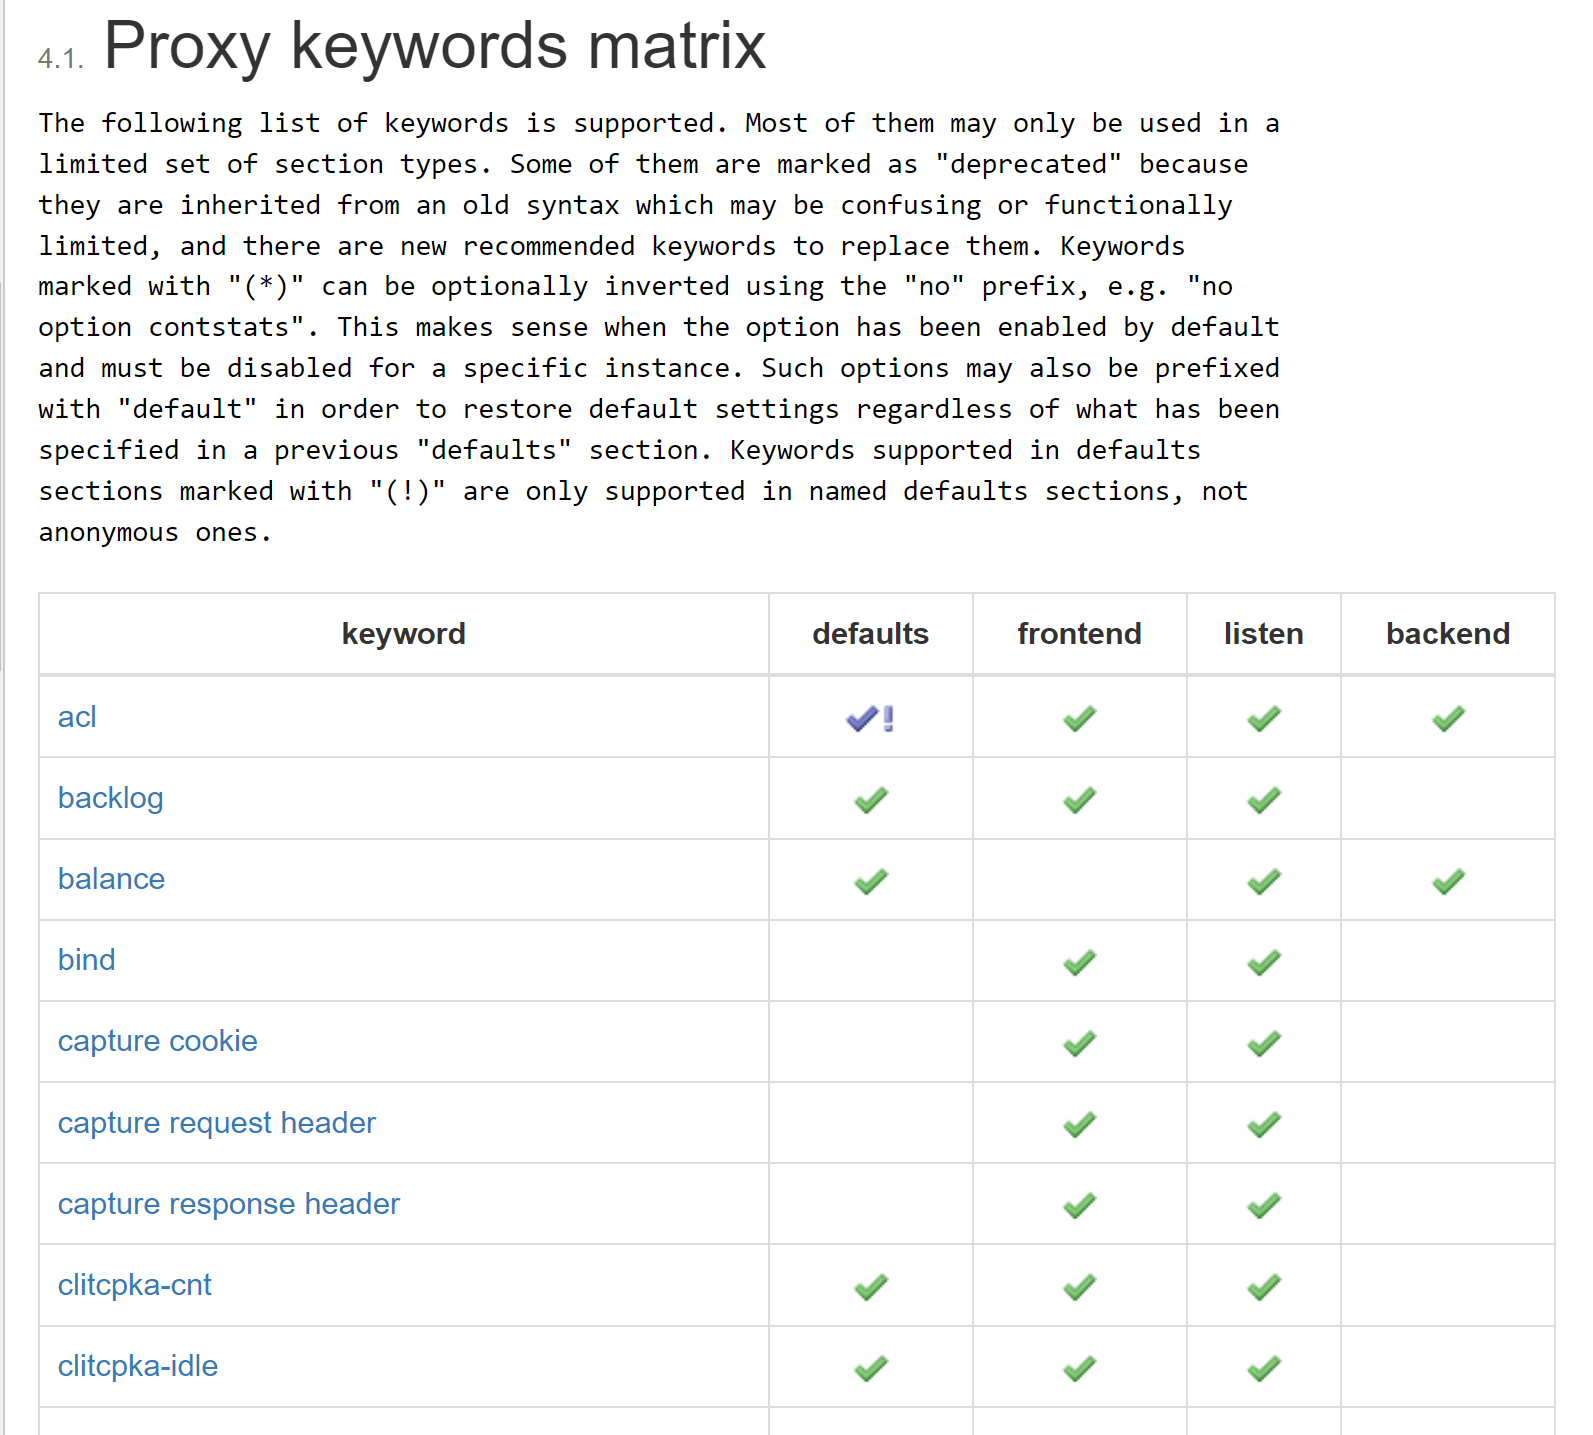 4.1. Proxy keywords matrix
The following list of keywords is supported. Most of them may only be used in a
limited set of section types. Some of them are marked as "deprecated" because
they are inherited from an old syntax which may be confusing or functionally
limited, and there are new recommended keywords to replace them. Keywords
marked with "(*)" can be optionally inverted using the "no" prefix, e.g. "no
option contstats". This makes sense when the option has been enabled by default
and must be disabled for a specific instance. Such options may also be prefixed
with "default" in order to restore default settings regardless of what has been
specified in a previous "defaults" section. Keywords supported in defaults
sections marked with "(!)" are only supported in named defaults sections, not
anonymous ones.
keyword defaults frontend listen backend
acl !
backlog
balance
bind
capture cookie
capture request header
capture response header
clitcpka-cnt
clitcpka-idle